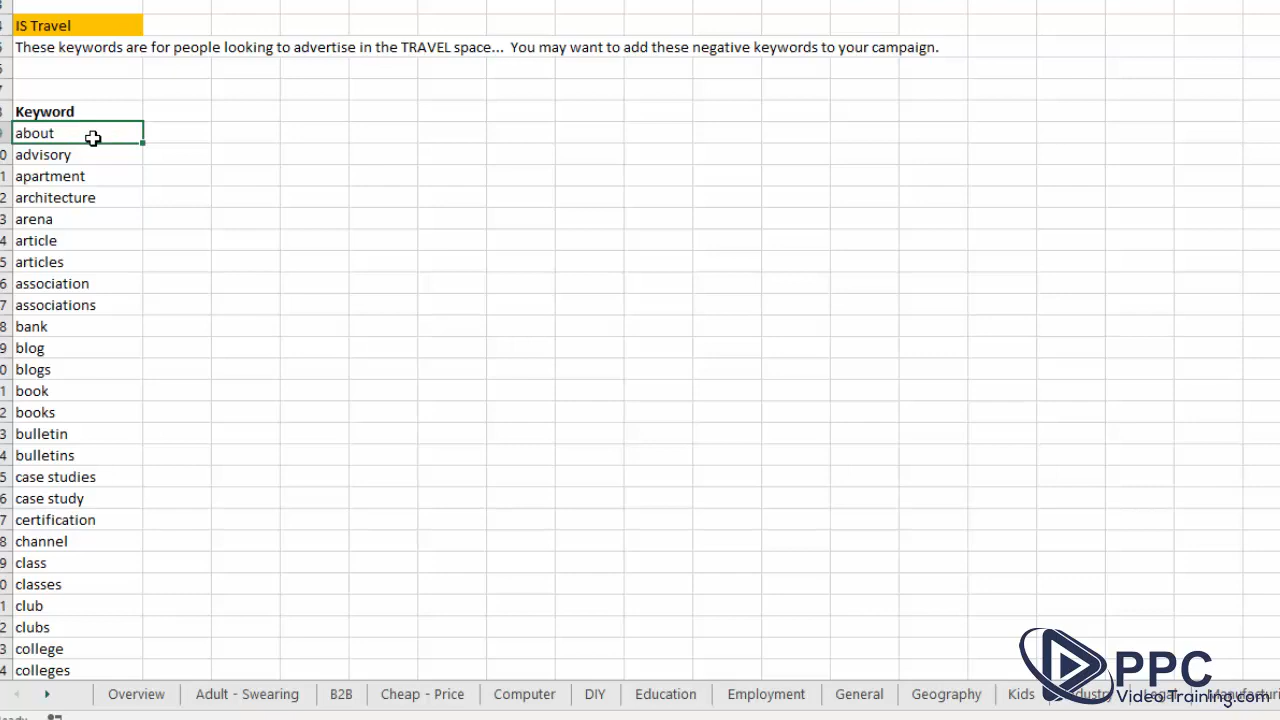 IS Travel
These keywords are for people looking to advertise in the TRAVEL space... You may want to add these negative keywords to your campaign.
Keyword
about
advisory
apartment
architecture
arena
article
articles
association
associations
bank
blog
blogs
book
books
bulletin
bulletins
case studies
case study
certification
channel
class
classes
club
clubs
college
colleges
Overview Adult - Swearing B2B Cheap - Price Computer DIY Education Employment General Geography Kids
PPC
VideoTraining.com